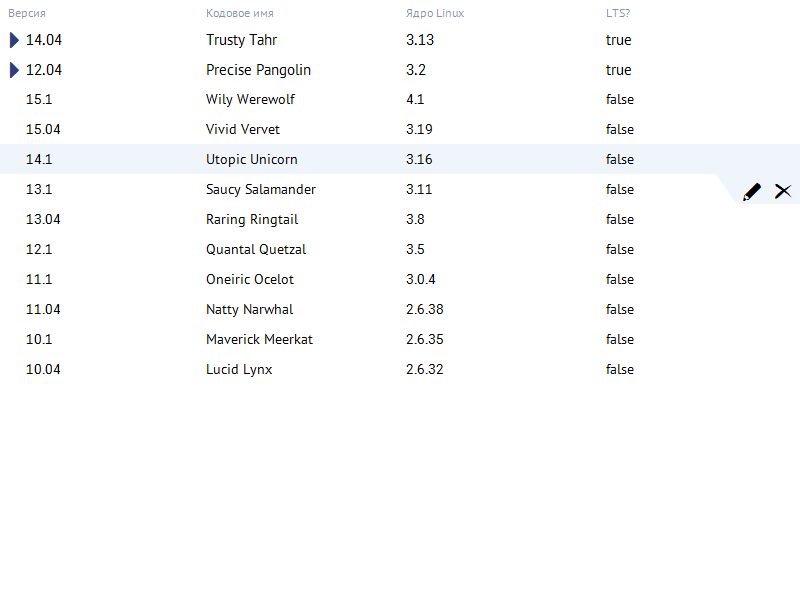 Версия Кодовое имя Ядро Linux LTS?
14.04 Trusty Tahr 3.13 true
12.04 Precise Pangolin 3.2 true
15.1 Wily Werewolf 4.1 false
15.04 Vivid Vervet 3.19 false
14.1 Utopic Unicorn 3.16 false
13.1 Saucy Salamander 3.11 false
13.04 Raring Ringtail 3.8 false
12.1 Quantal Quetzal 3.5 false
11.1 Oneiric Ocelot 3.0.4 false
11.04 Natty Narwhal 2.6.38 false
10.1 Maverick Meerkat 2.6.35 false
10.04 Lucid Lynx 2.6.32 false